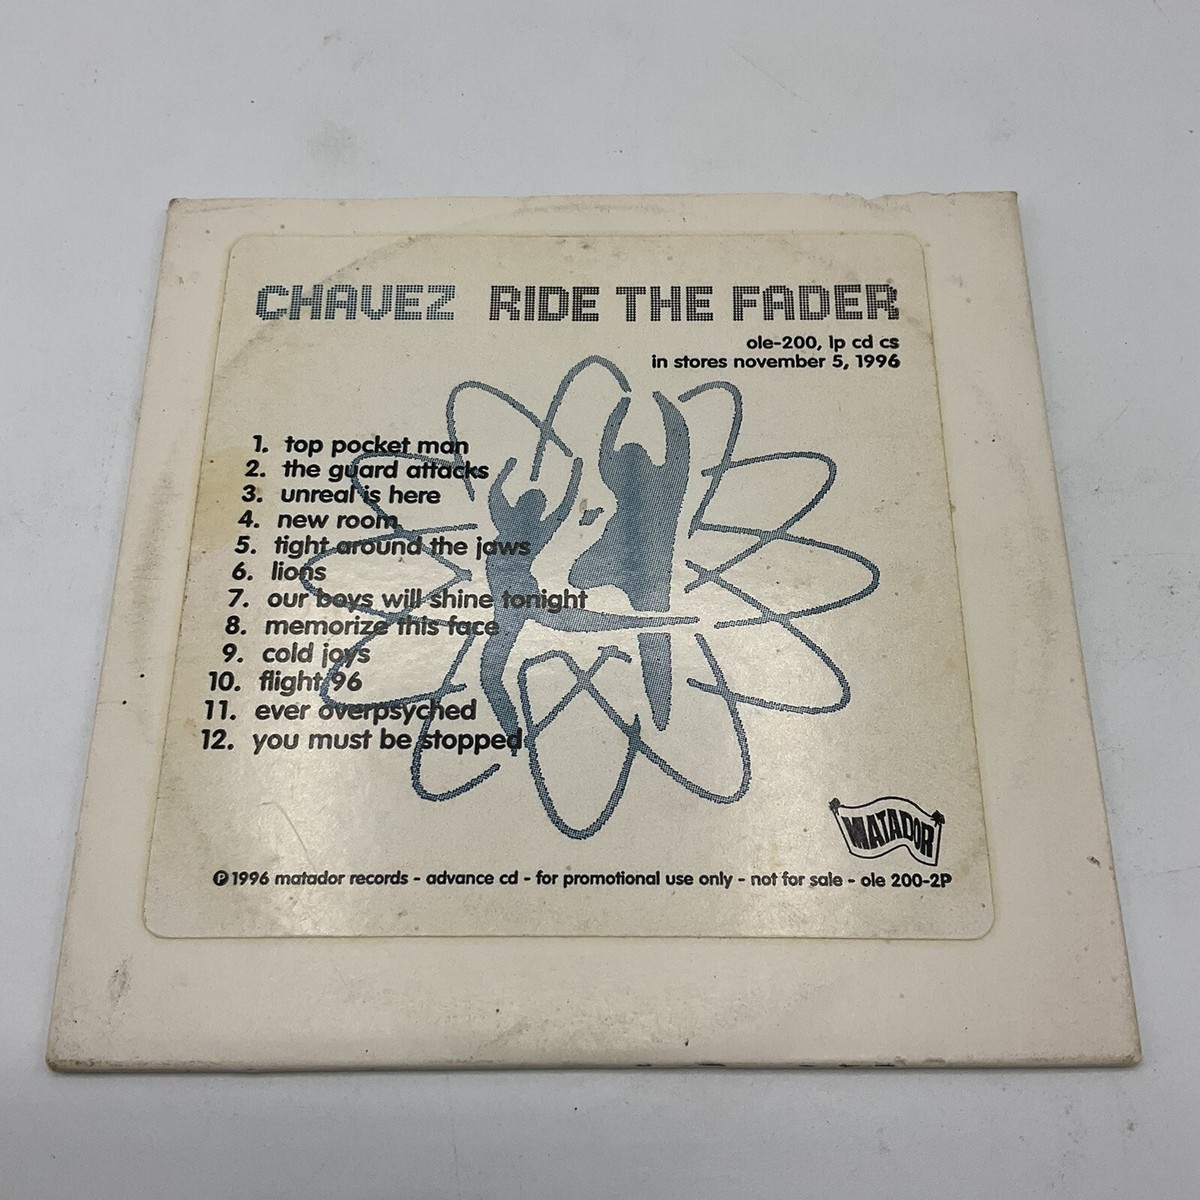 CHAVEZ RIDE THE FADER
ole-200, lp cd cs
in stores november 5, 1996
1. top pocket man
2. the guard attacks
3. unreal is here
4. new room
5. tight around the jaws
6. lions
7. our boys will shine tonight
8. memorize this face
9. cold joys
10. flight 96
11. ever overpsyched
12. you must be stopped
MATADOR
℗ 1996 matador records - advance cd - for promotional use only - not for sale - ole 200-2P